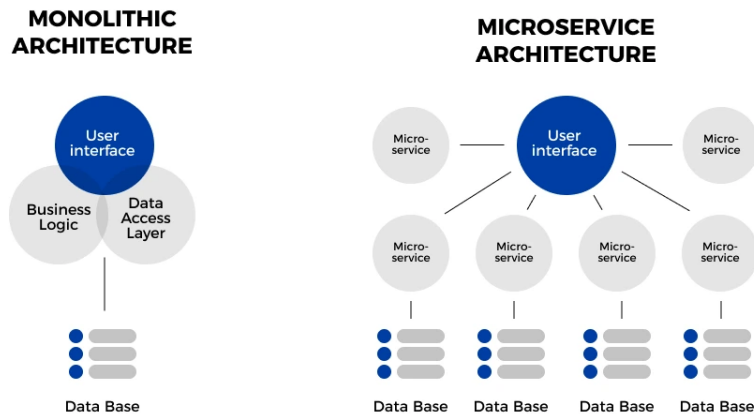 MONOLITHIC
ARCHITECTURE
User
interface
Business
Logic
Data
Access
Layer
Data Base
MICROSERVICE
ARCHITECTURE
Micro-
service
User
interface
Micro-
service
Micro-
service
Micro-
service
Micro-
service
Micro-
service
Data Base
Data Base
Data Base
Data Base